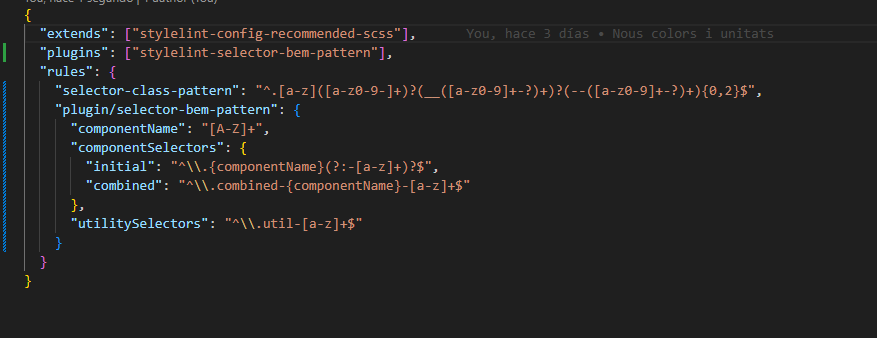 You, hace 1 segundo | 1 author (You)
{
"extends": ["stylelint-config-recommended-scss"], You, hace 3 días • Nous colors i unitats
"plugins": ["stylelint-selector-bem-pattern"],
"rules": {
"selector-class-pattern": "^.[a-z]([a-z0-9-]+)?(__([a-z0-9]+-?)+)?(--([a-z0-9]+-?)+){0,2}$",
"plugin/selector-bem-pattern": {
"componentName": "[A-Z]+",
"componentSelectors": {
"initial": "^\\.{componentName}(?:-[a-z]+)?$",
"combined": "^\\.combined-{componentName}-[a-z]+$"
},
"utilitySelectors": "^\\.util-[a-z]+$"
}
}
}